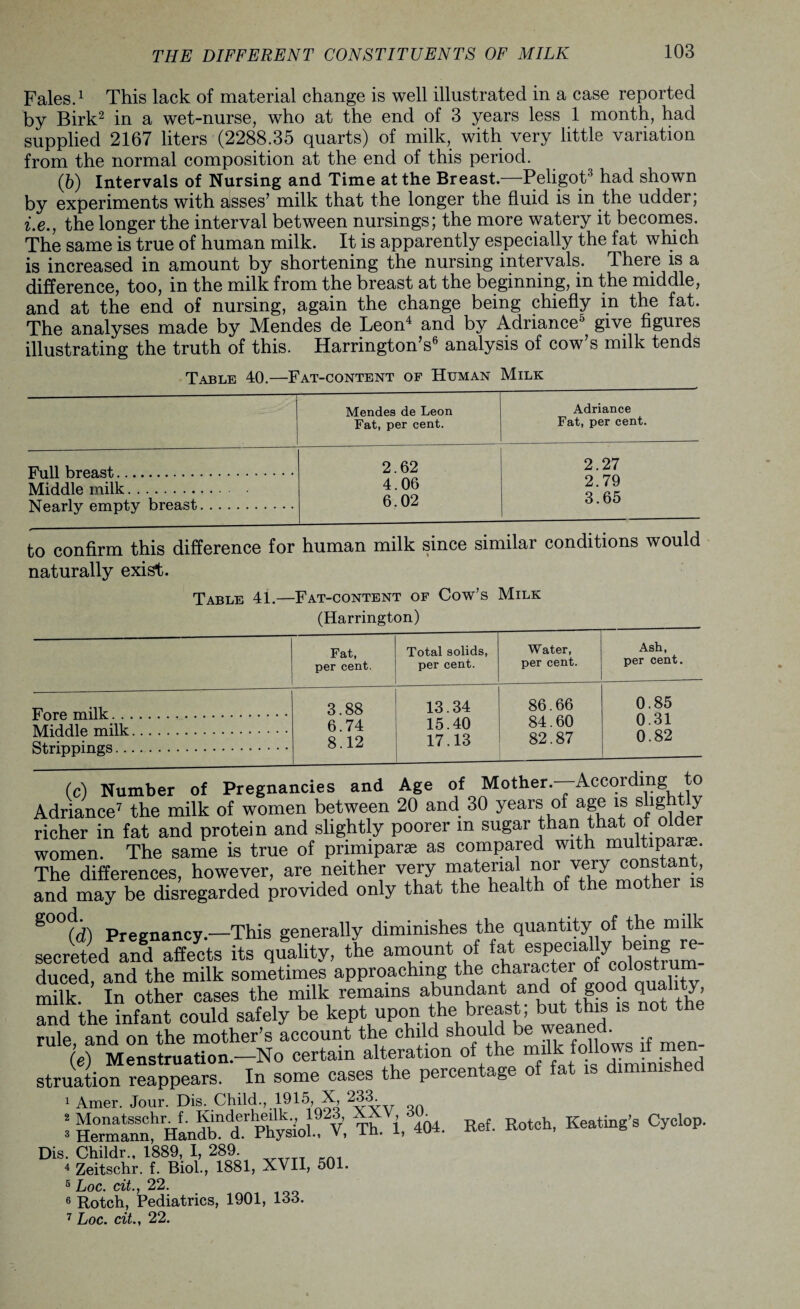 THE DIFFERENT CONSTITUENTS OF MILK 103
Fales.¹ This lack of material change is well illustrated in a case reported
by Birk² in a wet-nurse, who at the end of 3 years less 1 month, had
supplied 2167 liters (2288.35 quarts) of milk, with very little variation
from the normal composition at the end of this period.
(b) Intervals of Nursing and Time at the Breast.—Peligot³ had shown
by experiments with asses' milk that the longer the fluid is in the udder;
i.e., the longer the interval between nursings; the more watery it becomes.
The same is true of human milk. It is apparently especially the fat which
is increased in amount by shortening the nursing intervals. There is a
difference, too, in the milk from the breast at the beginning, in the middle,
and at the end of nursing, again the change being chiefly in the fat.
The analyses made by Mendes de Leon⁴ and by Adriance⁵ give figures
illustrating the truth of this. Harrington's⁶ analysis of cow's milk tends
Table 40.—Fat-content of Human Milk
Mendes de Leon Fat, per cent. Adriance Fat, per cent.
Full breast 2.62 2.27
Middle milk 4.06 2.79
Nearly empty breast 6.02 3.65
to confirm this difference for human milk since similar conditions would
naturally exist.
Table 41.—Fat-content of Cow's Milk
(Harrington)
Fat, per cent. Total solids, per cent. Water, per cent. Ash, per cent.
Fore milk 3.88 13.34 86.66 0.85
Middle milk 6.74 15.40 84.60 0.31
Strippings 8.12 17.13 82.87 0.82
(c) Number of Pregnancies and Age of Mother.—According to
Adriance⁷ the milk of women between 20 and 30 years of age is slightly
richer in fat and protein and slightly poorer in sugar than that of older
women. The same is true of primiparæ as compared with multiparæ.
The differences, however, are neither very material nor very constant,
and may be disregarded provided only that the health of the mother is
good.
(d) Pregnancy.—This generally diminishes the quantity of the milk
secreted and affects its quality, the amount of fat especially being re-
duced, and the milk sometimes approaching the character of colostrum-
milk. In other cases the milk remains abundant and of good quality,
and the infant could safely be kept upon the breast; but this is not the
rule, and on the mother's account the child should be weaned.
(e) Menstruation.—No certain alteration of the milk follows if men-
struation reappears. In some cases the percentage of fat is diminished
¹ Amer. Jour. Dis. Child., 1915, X, 233.
² Monatsschr. f. Kinderheilk., 1923, XXV, 30.
³ Hermann, Handb. d. Physiol., V, Th. 1, 404. Ref. Rotch, Keating's Cyclop.
Dis. Childr., 1889, I, 289.
⁴ Zeitschr. f. Biol., 1881, XVII, 501.
⁵ Loc. cit., 22.
⁶ Rotch, Pediatrics, 1901, 133.
⁷ Loc. cit., 22.